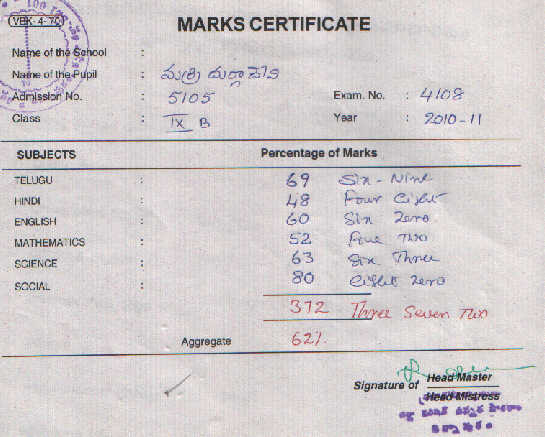 VBK-4-70
MARKS CERTIFICATE
Name of the School :
Name of the Pupil :
Admission No. : 5105 Exam. No. : 4108
Class : IX B Year : 2010-11
SUBJECTS Percentage of Marks
TELUGU : 69 Six-Nine
HINDI : 48 Four Eight
ENGLISH : 60 Six Zero.
MATHEMATICS : 52 Five Two
SCIENCE : 63 Six Three
SOCIAL : 80 Eight Zero
372 Three Seven Two
Aggregate 62%
Signature of Head Master
Head Mistress